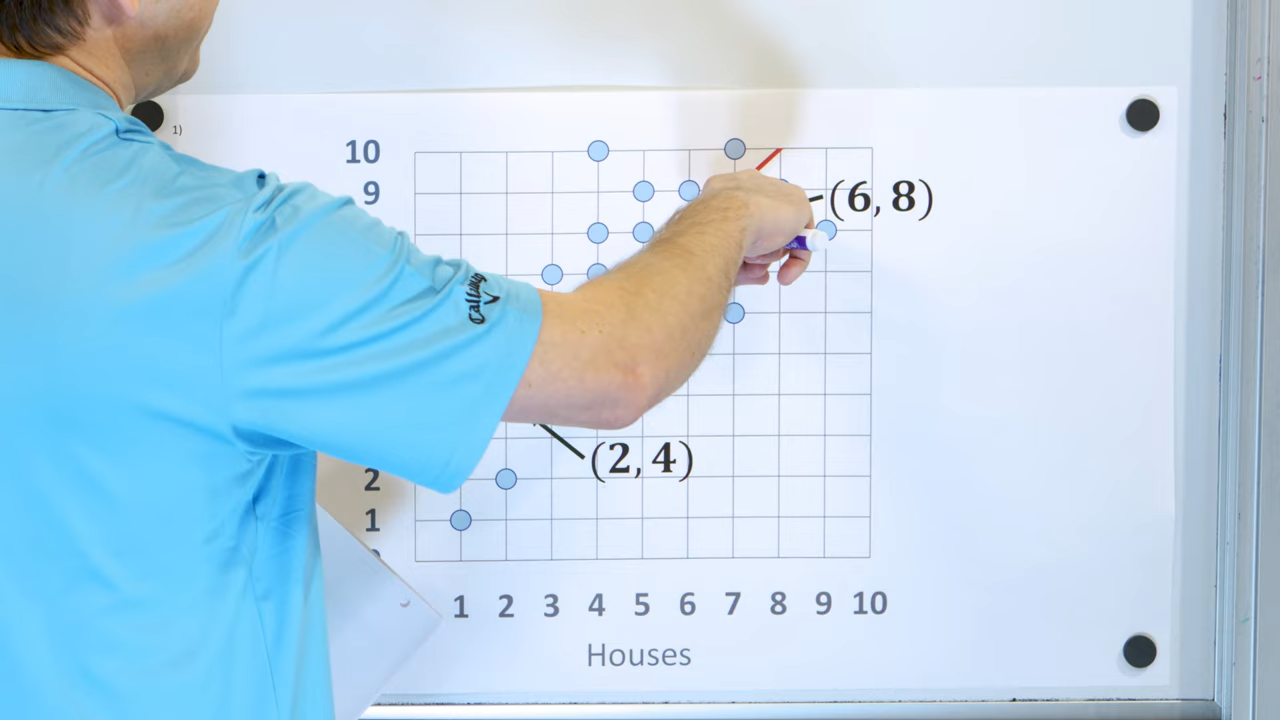 1)
10
9
(6, 8)
Callaway
(2, 4)
2
1
1 2 3 4 5 6 7 8 9 10
Houses